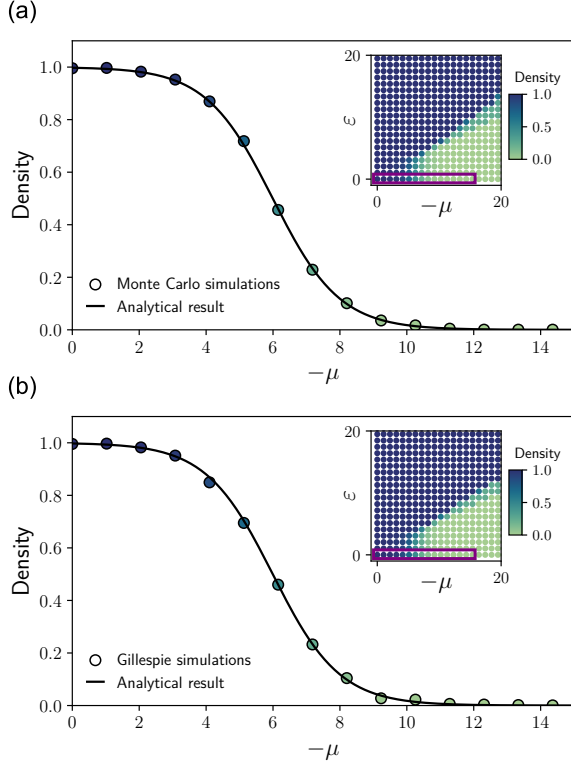 (a)
20
Density
1.0
1.0
0.8
ε
0.5
0.6
0.0
Density
0
0
−μ
20
0.4
0.2
Monte Carlo simulations
Analytical result
0.0
0 2 4 6 8 10 12 14
−μ
(b)
20
Density
1.0
1.0
0.8
ε
0.5
0.6
0.0
Density
0
0
−μ
20
0.4
0.2
Gillespie simulations
Analytical result
0.0
0 2 4 6 8 10 12 14
−μ